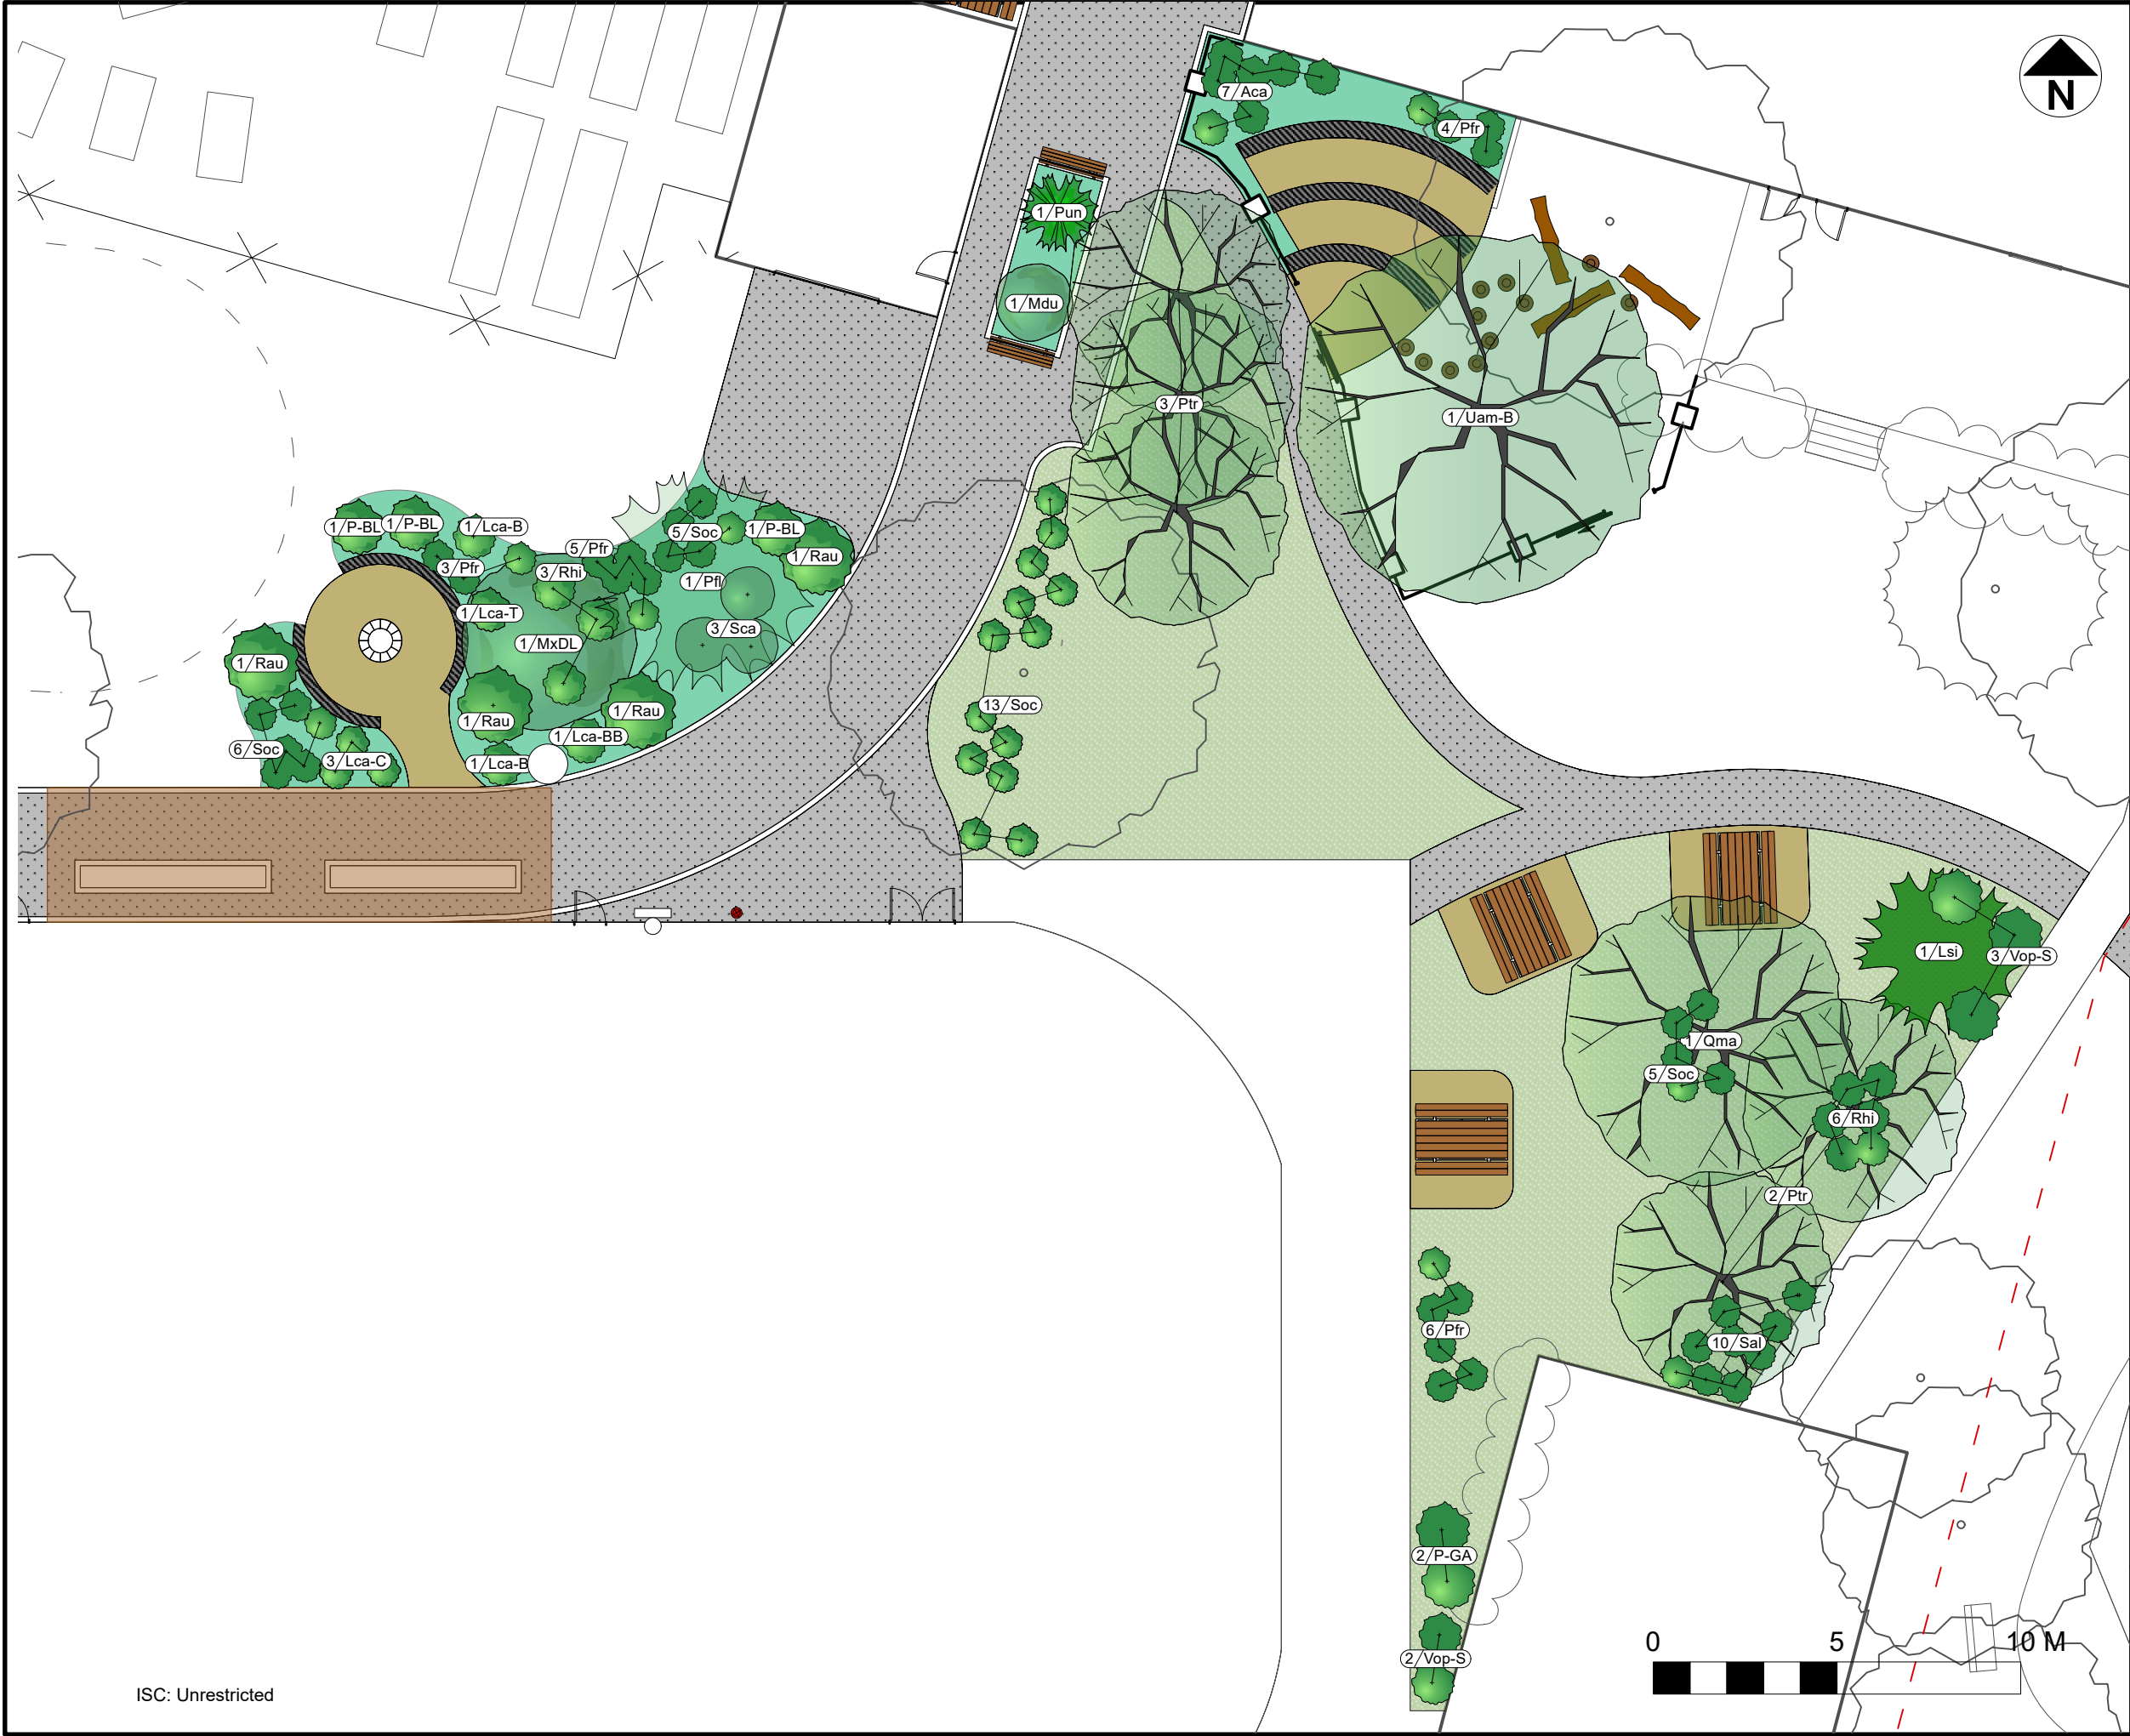 7/Aca
N
4/Pfr
1/Pun
1/Mdu
3/Ptr
1/Uam-B
1/P-BL
1/P-BL
1/Lca-B
5/Soc
1/P-BL
5/Pfr
1/Rau
3/Pfr
3/Rhi
1/Pfl
1/Lca-T
3/Sca
1/MxDL
1/Rau
1/Rau
1/Rau
13/Soc
1/Lca-BB
6/Soc
3/Lca-C
1/Lca-B
1/Lsi
3/Vop-S
1/Qma
5/Soc
6/Rhi
2/Ptr
6/Pfr
10/Sal
2/P-GA
2/Vop-S
0 5 10 M
ISC: Unrestricted